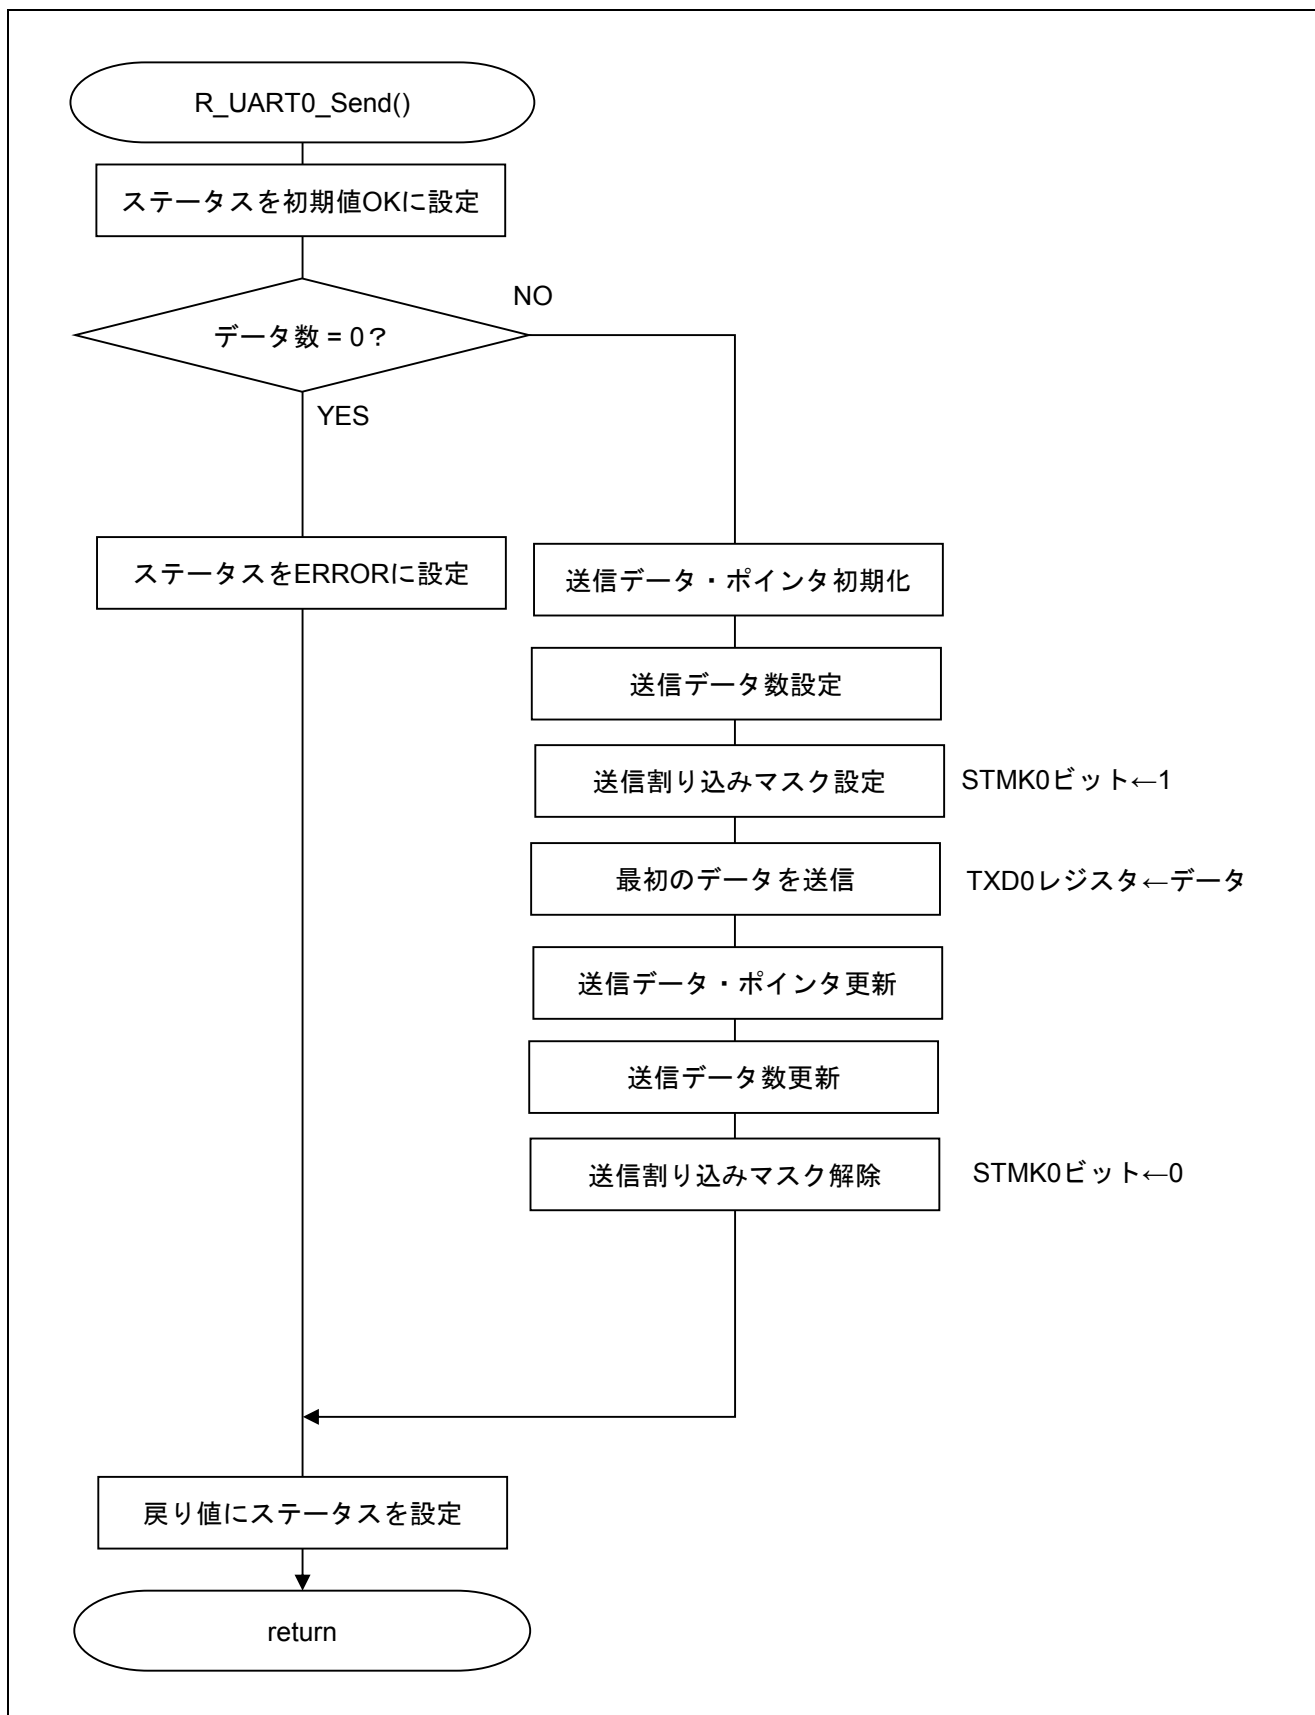 R_UART0_Send()
ステータスを初期値OKに設定
データ数 = 0？
NO
YES
ステータスをERRORに設定
送信データ・ポインタ初期化
送信データ数設定
送信割り込みマスク設定
STMK0ビット←1
最初のデータを送信
TXD0レジスタ←データ
送信データ・ポインタ更新
送信データ数更新
送信割り込みマスク解除
STMK0ビット←0
戻り値にステータスを設定
return